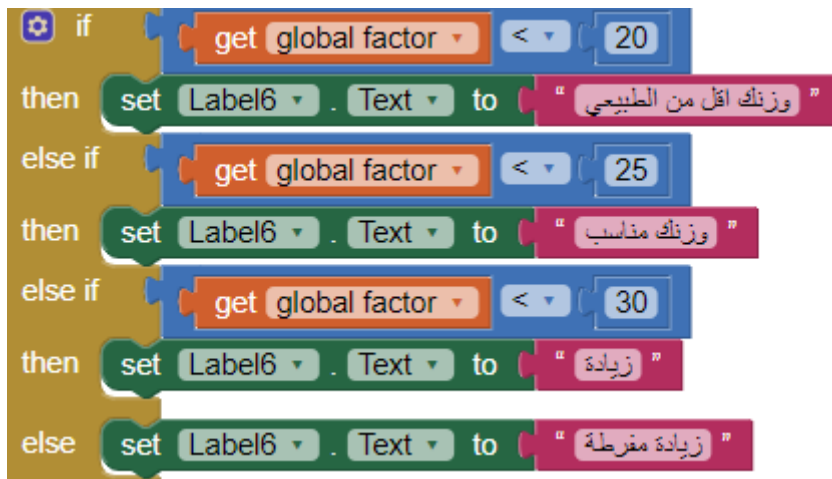 if get global factor < 20
then set Label6 . Text to " وزنك اقل من الطبيعي "
else if get global factor < 25
then set Label6 . Text to " وزنك مناسب "
else if get global factor < 30
then set Label6 . Text to " زيادة "
else set Label6 . Text to " زيادة مفرطة "